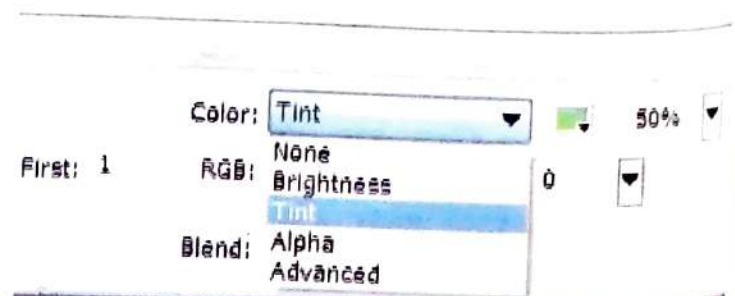 Color: Tint 50%
None
First: 1 RGB: Brightness 0
Tint
Blend: Alpha
Advanced